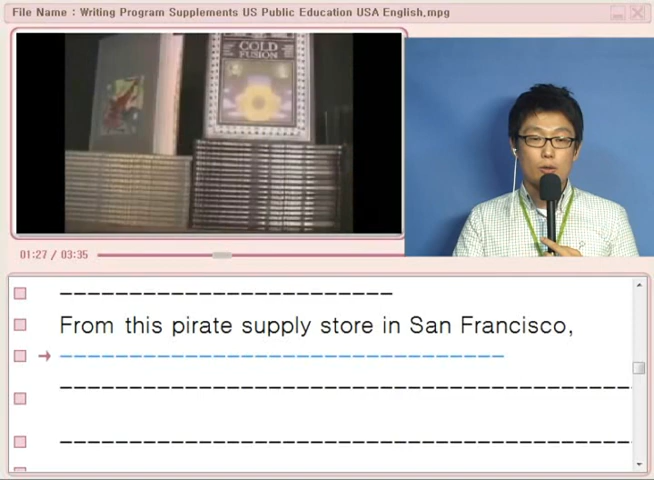 File Name : Writing Program Supplements US Public Education USA English.mpg
COLD
FUSION
01:27 / 03:35
From this pirate supply store in San Francisco,